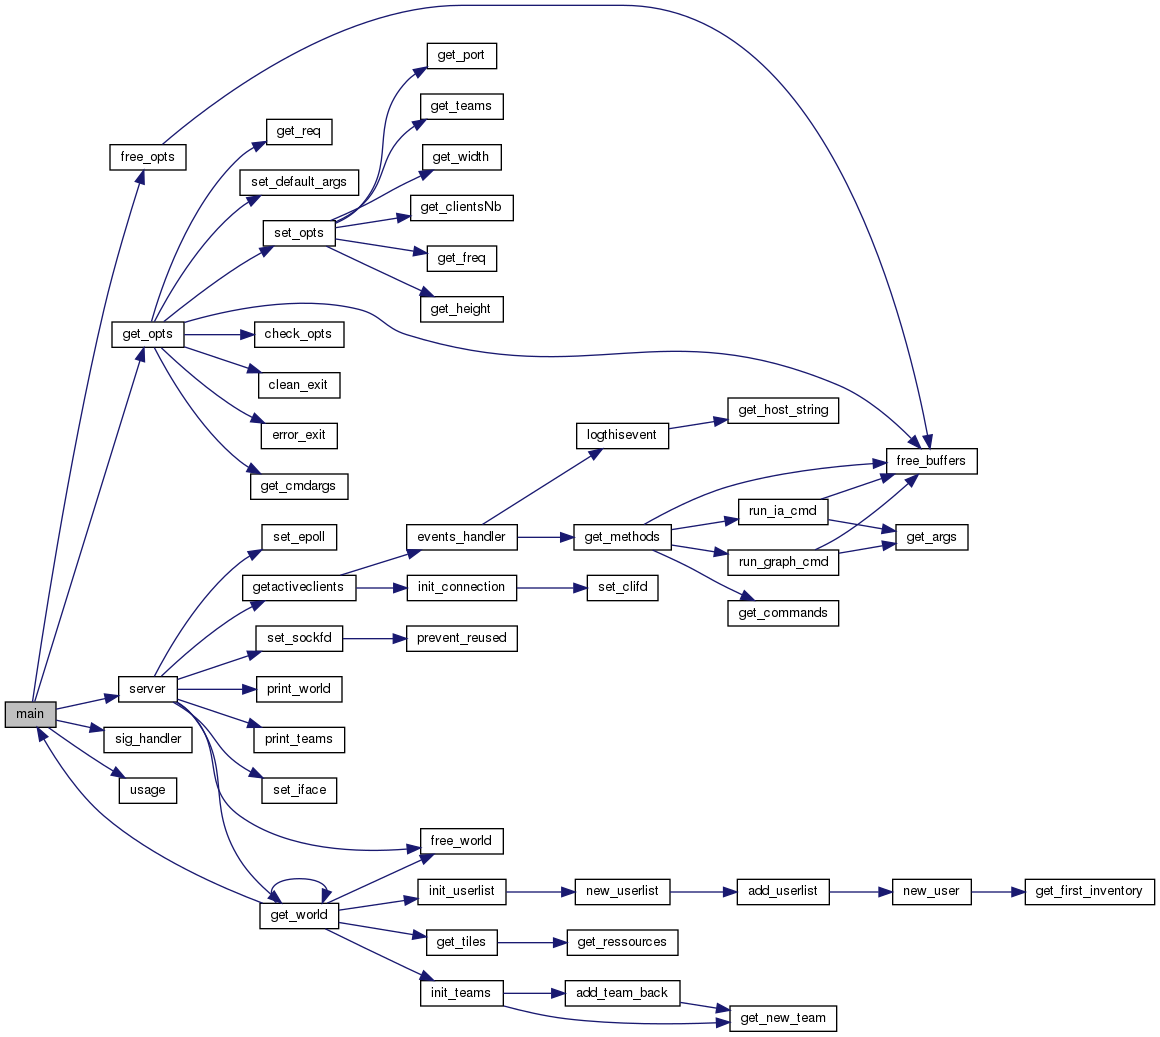 get_port
get_teams
get_req
free_opts
get_width
set_default_args
get_clientsNb
set_opts
get_freq
get_height
get_opts
check_opts
clean_exit
get_host_string
error_exit
logthisevent
free_buffers
get_cmdargs
run_ia_cmd
set_epoll
events_handler
get_methods
get_args
run_graph_cmd
getactiveclients
init_connection
set_clifd
get_commands
set_sockfd
prevent_reused
server
print_world
main
sig_handler
print_teams
usage
set_iface
free_world
init_userlist
new_userlist
add_userlist
new_user
get_first_inventory
get_world
get_tiles
get_ressources
init_teams
add_team_back
get_new_team